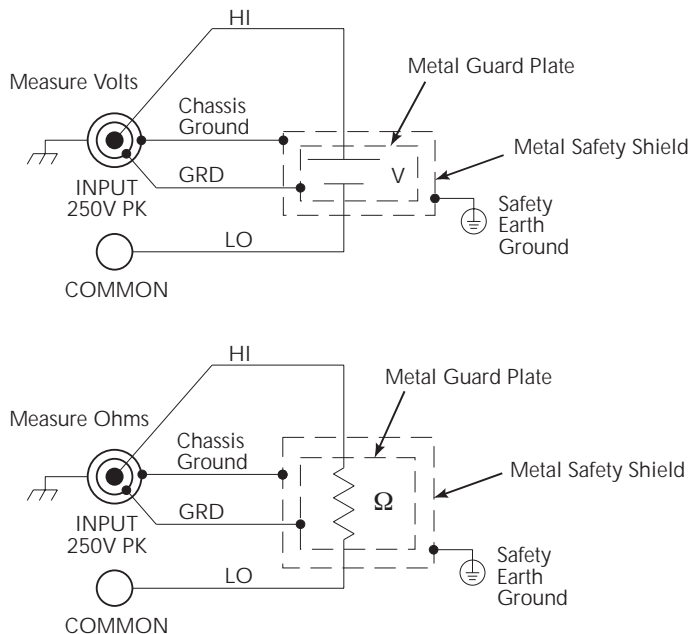 HI
Metal Guard Plate
Measure Volts
Chassis
Ground
Metal Safety Shield
V
GRD
INPUT
250V PK
Safety
Earth
Ground
LO
COMMON
HI
Metal Guard Plate
Measure Ohms
Chassis
Ground
Metal Safety Shield
Ω
GRD
INPUT
250V PK
Safety
Earth
Ground
LO
COMMON